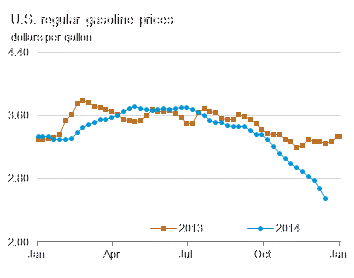 U.S. regular gasoline prices
dollars per gallon
4.40
3.60
2.80
2.00
Jan Apr Jul Oct Jan
2013 2014